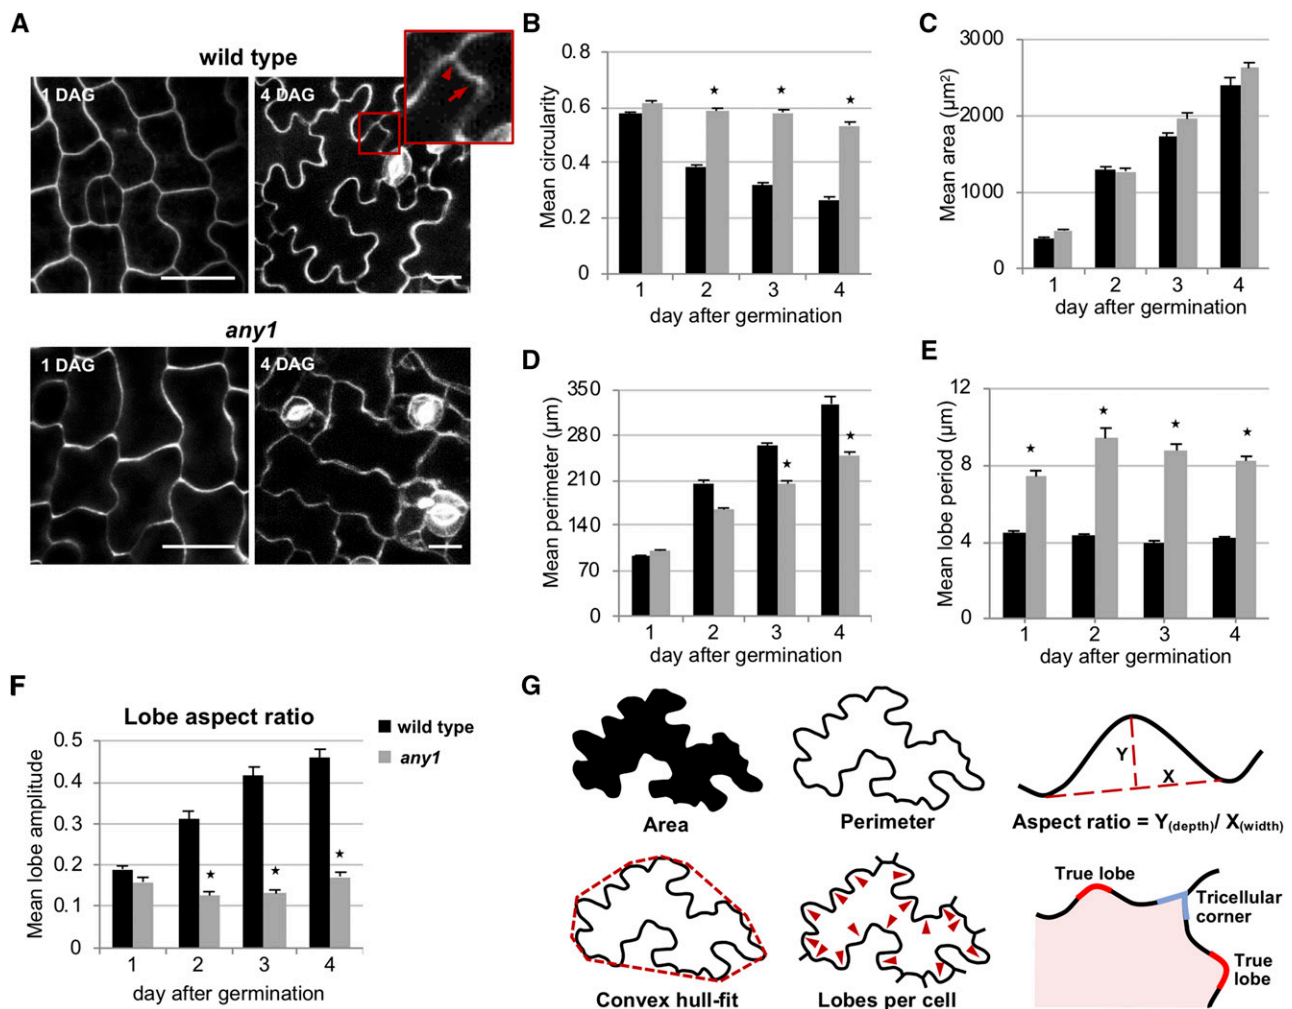 A
wild type
1 DAG
4 DAG
any1
1 DAG
4 DAG
B
Mean circularity
0.8
0.6
0.4
0.2
0
1 2 3 4
day after germination
C
Mean area (µm²)
3000
2000
1000
0
1 2 3 4
day after germination
D
Mean perimeter (µm)
350
280
210
140
70
0
1 2 3 4
day after germination
E
Mean lobe period (µm)
12
8
4
0
1 2 3 4
day after germination
F
Lobe aspect ratio
Mean lobe amplitude
0.5
0.4
0.3
0.2
0.1
0
1 2 3 4
day after germination
wild type
any1
G
Area
Perimeter
Y
X
Aspect ratio = Y(depth)/ X(width)
Convex hull-fit
Lobes per cell
True lobe
Tricellular
corner
True
lobe